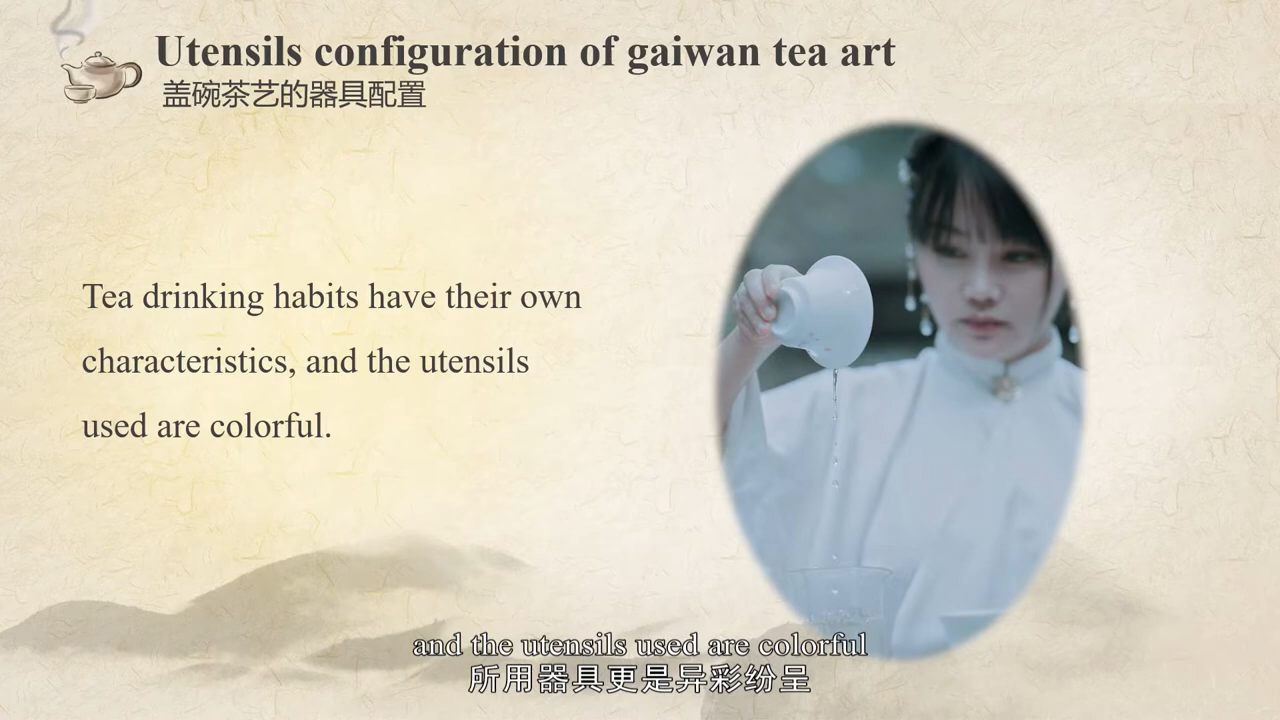 Utensils configuration of gaiwan tea art
盖碗茶艺的器具配置
Tea drinking habits have their own
characteristics, and the utensils
used are colorful.
and the utensils used are colorful
所用器具更是异彩纷呈